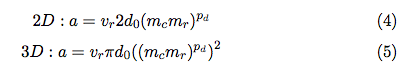 2D : a = v_r 2d_0 (m_c m_r)^{p_d} (4)
3D : a = v_r πd_0 ((m_c m_r)^{p_d})^2 (5)